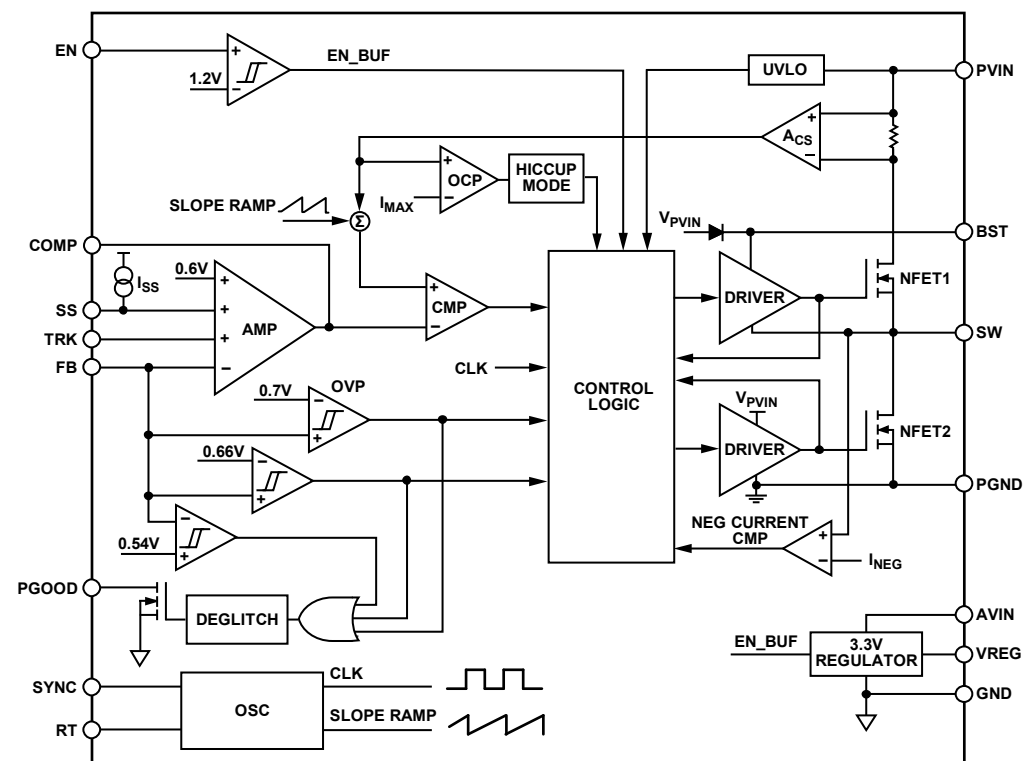 EN
+
1.2V
−
EN_BUF
UVLO
PVIN
+
ACS
−
+
OCP
−
IMAX
HICCUP
MODE
SLOPE RAMP
Σ
VPVIN
BST
COMP
0.6V
ISS
+
SS
+
AMP
TRK
+
FB
−
+
CMP
−
DRIVER
NFET1
SW
CLK
CONTROL
LOGIC
OVP
0.7V
−
+
VPVIN
DRIVER
NFET2
0.66V
−
+
PGND
−
0.54V
+
NEG CURRENT
CMP
+
−
INEG
PGOOD
DEGLITCH
AVIN
EN_BUF
3.3V
REGULATOR
VREG
GND
SYNC
RT
OSC
CLK
SLOPE RAMP